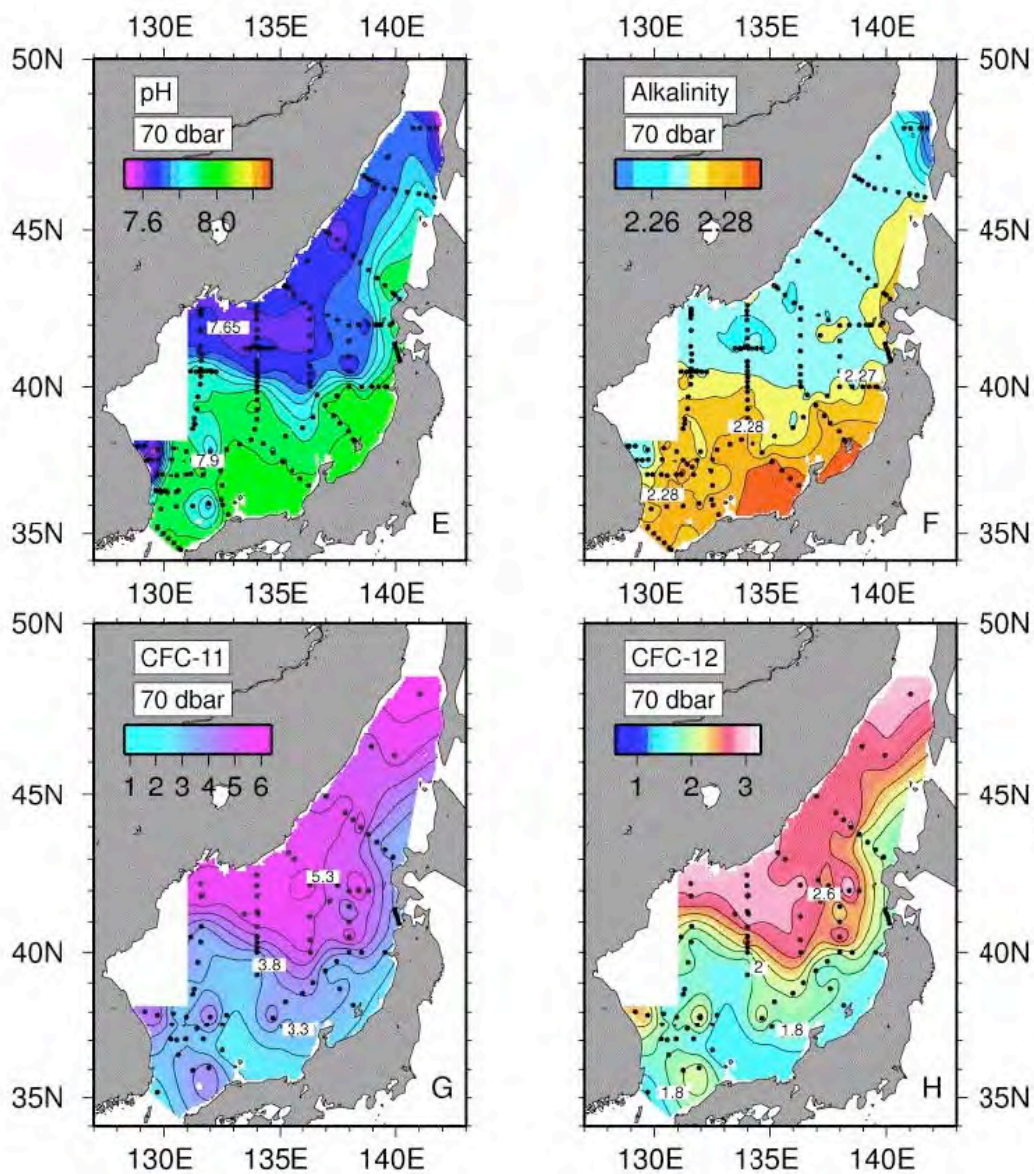 130E 135E 140E
130E 135E 140E
50N
50N
pH
Alkalinity
70 dbar
70 dbar
7.6 8.0
2.26 2.28
45N
45N
7.65
40N
40N
2.27
2.28
7.9
2.28
35N
35N
E
F
130E 135E 140E
130E 135E 140E
50N
50N
CFC-11
CFC-12
70 dbar
70 dbar
1 2 3 4 5 6
1 2 3
45N
45N
5.3
2.6
40N
40N
3.8
2
3.3
1.8
1.8
35N
35N
G
H
130E 135E 140E
130E 135E 140E